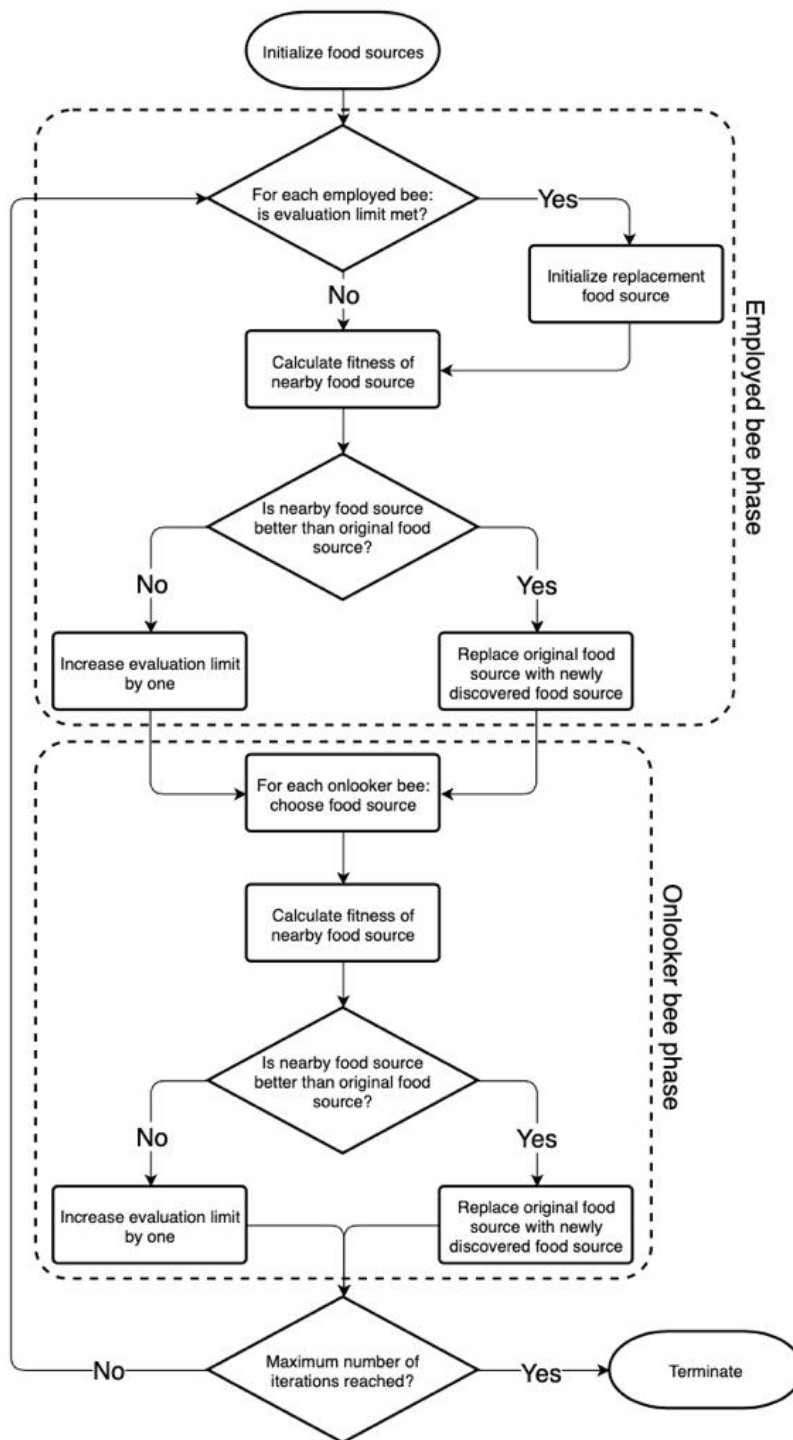 Initialize food sources
For each employed bee:
is evaluation limit met?
Yes
Initialize replacement
food source
No
Calculate fitness of
nearby food source
Employed bee phase
Is nearby food source
better than original food
source?
No
Yes
Increase evaluation limit
by one
Replace original food
source with newly
discovered food source
For each onlooker bee:
choose food source
Calculate fitness of
nearby food source
Onlooker bee phase
Is nearby food source
better than original food
source?
No
Yes
Increase evaluation limit
by one
Replace original food
source with newly
discovered food source
Maximum number of
iterations reached?
No
Yes
Terminate